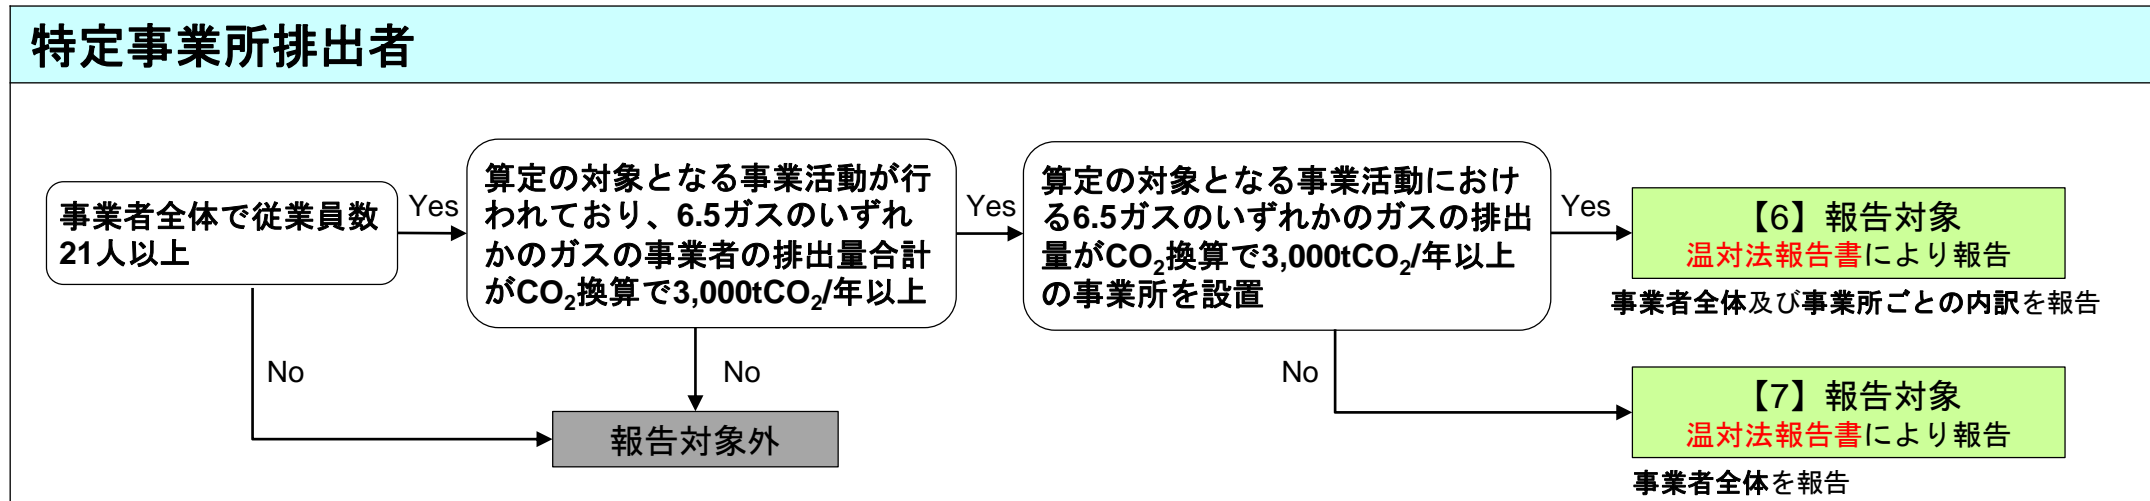 特定事業所排出者
事業者全体で従業員数
21人以上
Yes
算定の対象となる事業活動が行
われており、6.5ガスのいずれ
かのガスの事業者の排出量合計
がCO₂換算で3,000tCO₂/年以上
Yes
算定の対象となる事業活動におけ
る6.5ガスのいずれかのガスの排出
量がCO₂換算で3,000tCO₂/年以上
の事業所を設置
Yes
【6】報告対象
温対法報告書により報告
事業者全体及び事業所ごとの内訳を報告
No
No
No
報告対象外
【7】報告対象
温対法報告書により報告
事業者全体を報告